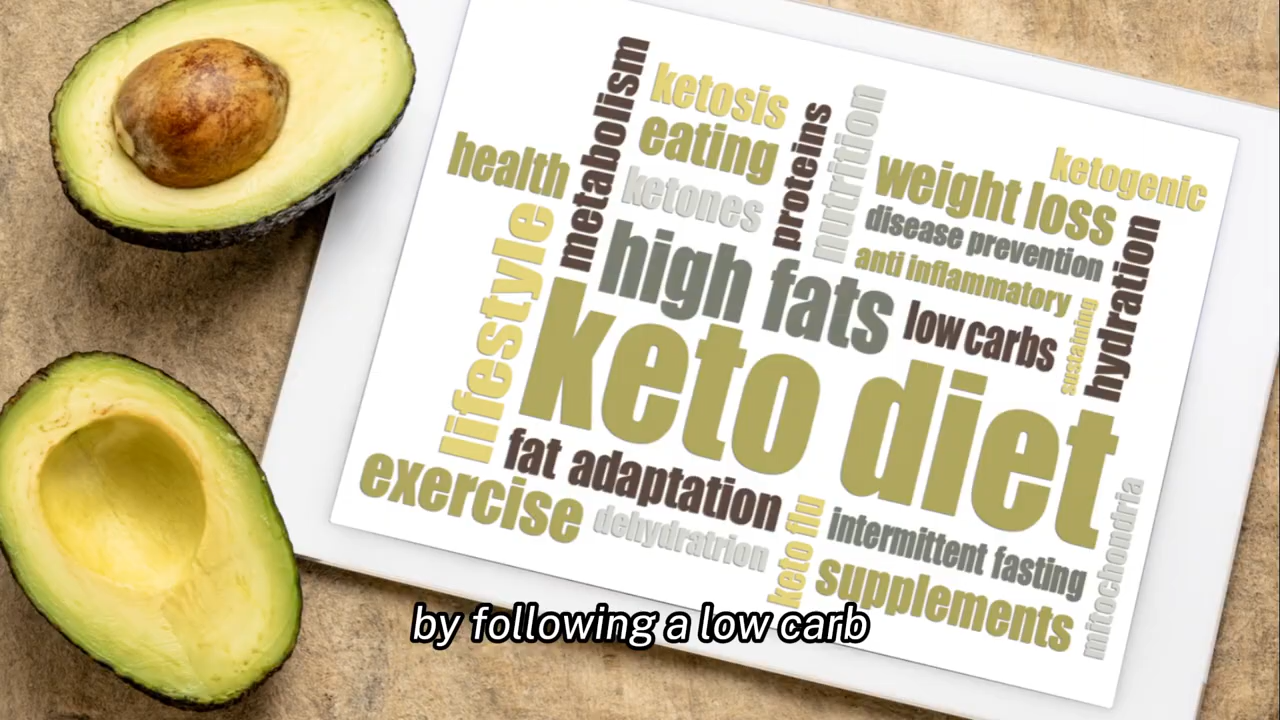 ketosis
eating
ketones
metabolism
health
lifestyle
proteins
nutrition
weight loss
ketogenic
disease prevention
anti inflammatory
hydration
sustaining
high fats
low carbs
keto diet
fat adaptation
exercise
dehydratrion
keto flu
intermittent fasting
supplements
mitochondria
by following a low carb